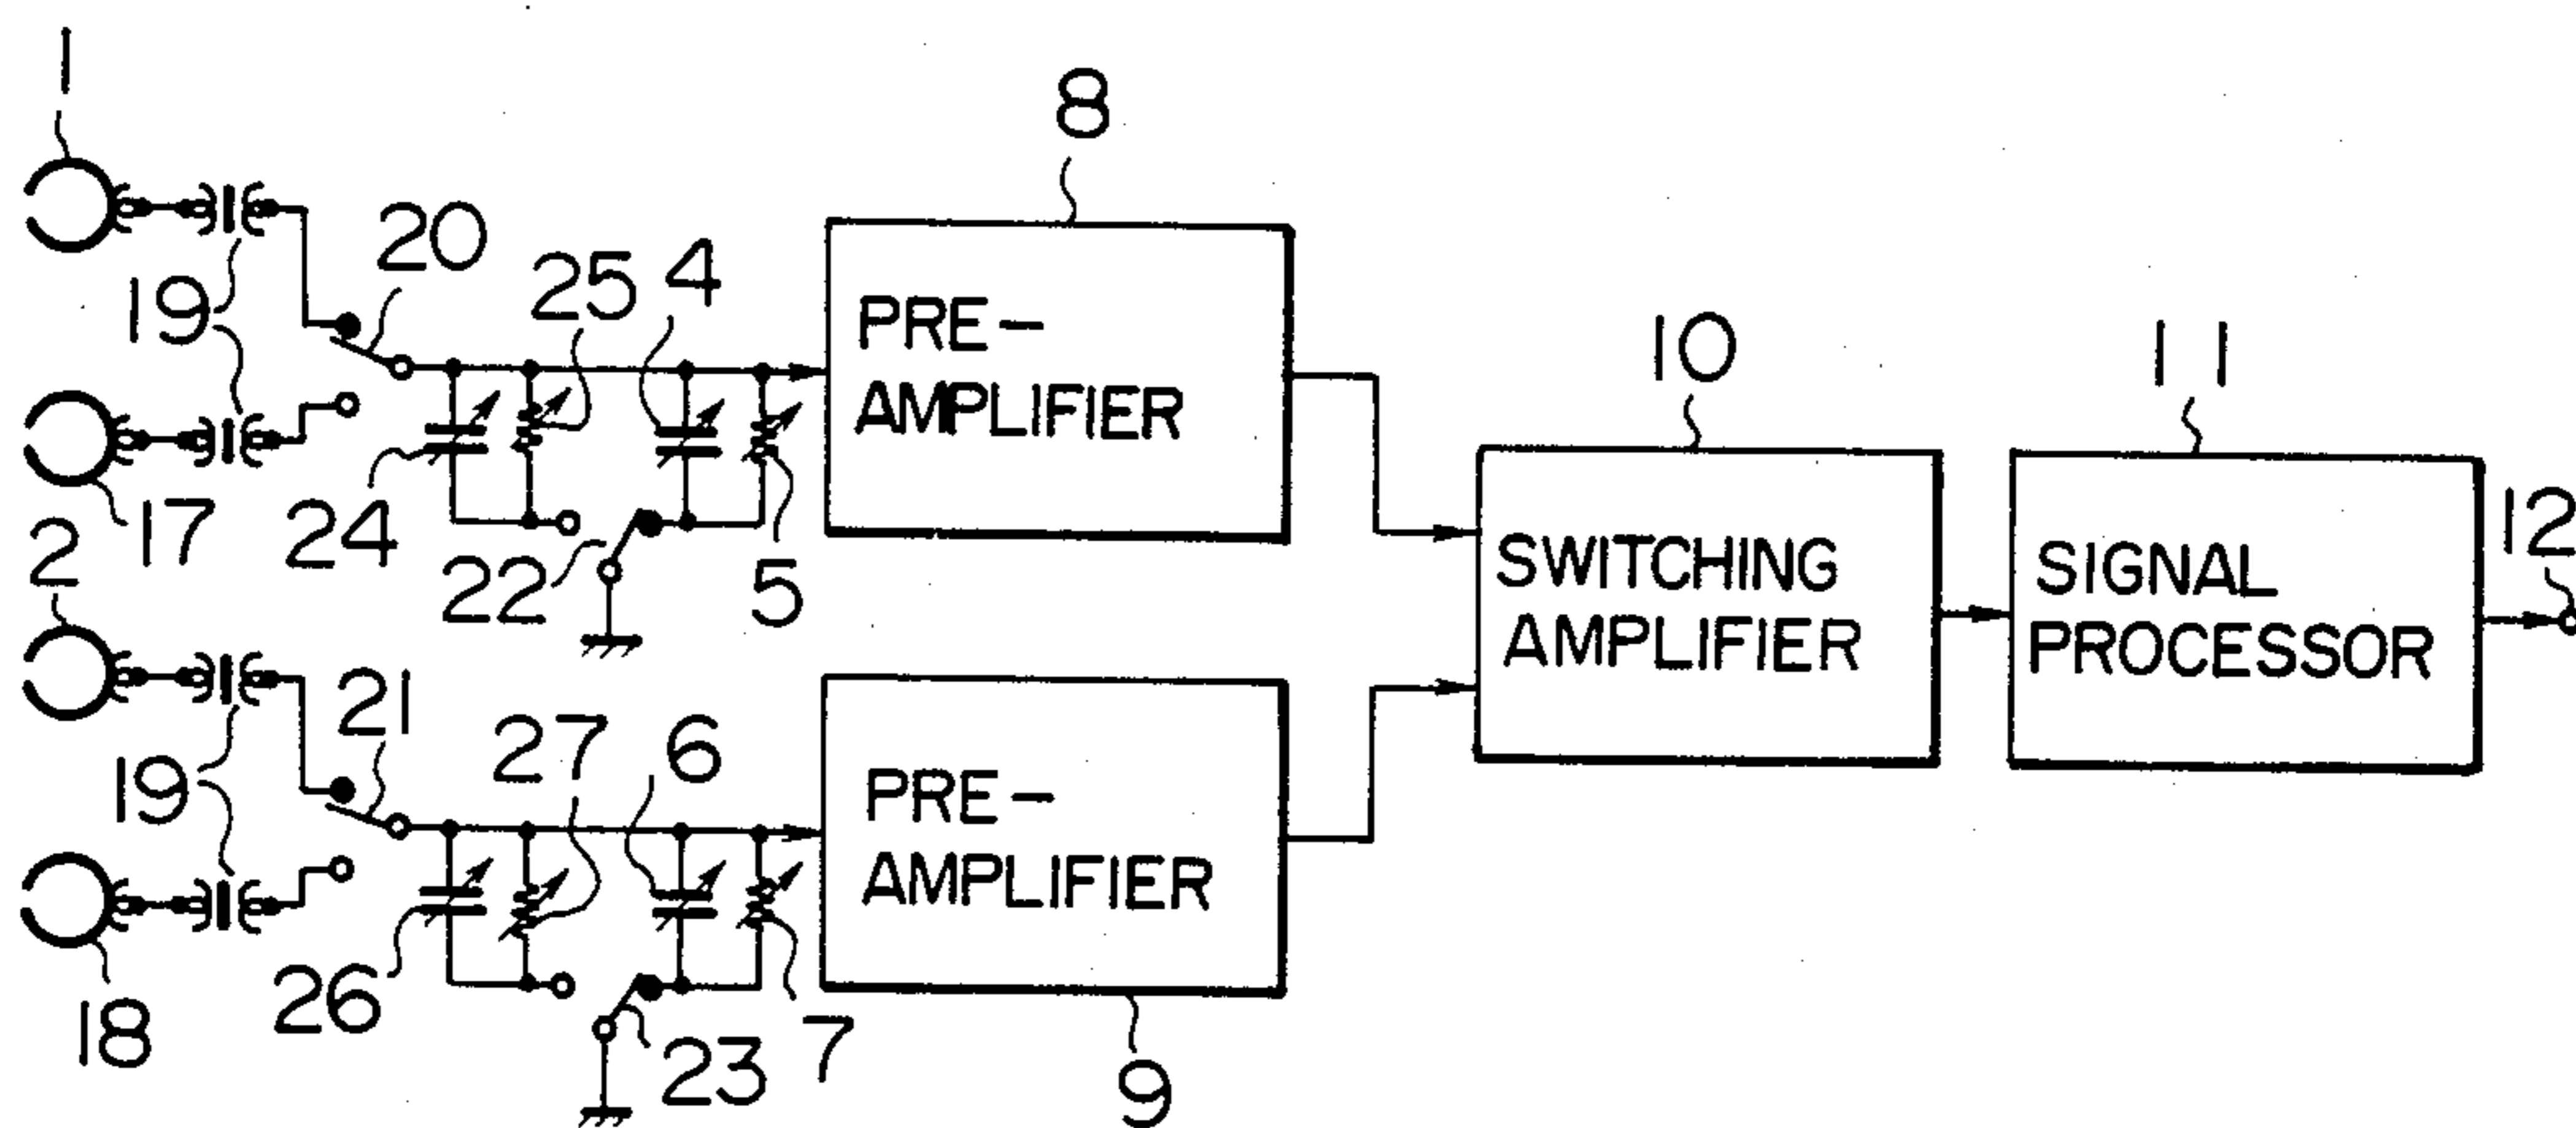 1
8
20
25
4
19
PRE-
AMPLIFIER
10
11
17
24
22
5
12
2
SWITCHING
AMPLIFIER
SIGNAL
PROCESSOR
21
27
6
19
PRE-
AMPLIFIER
26
18
23
7
9